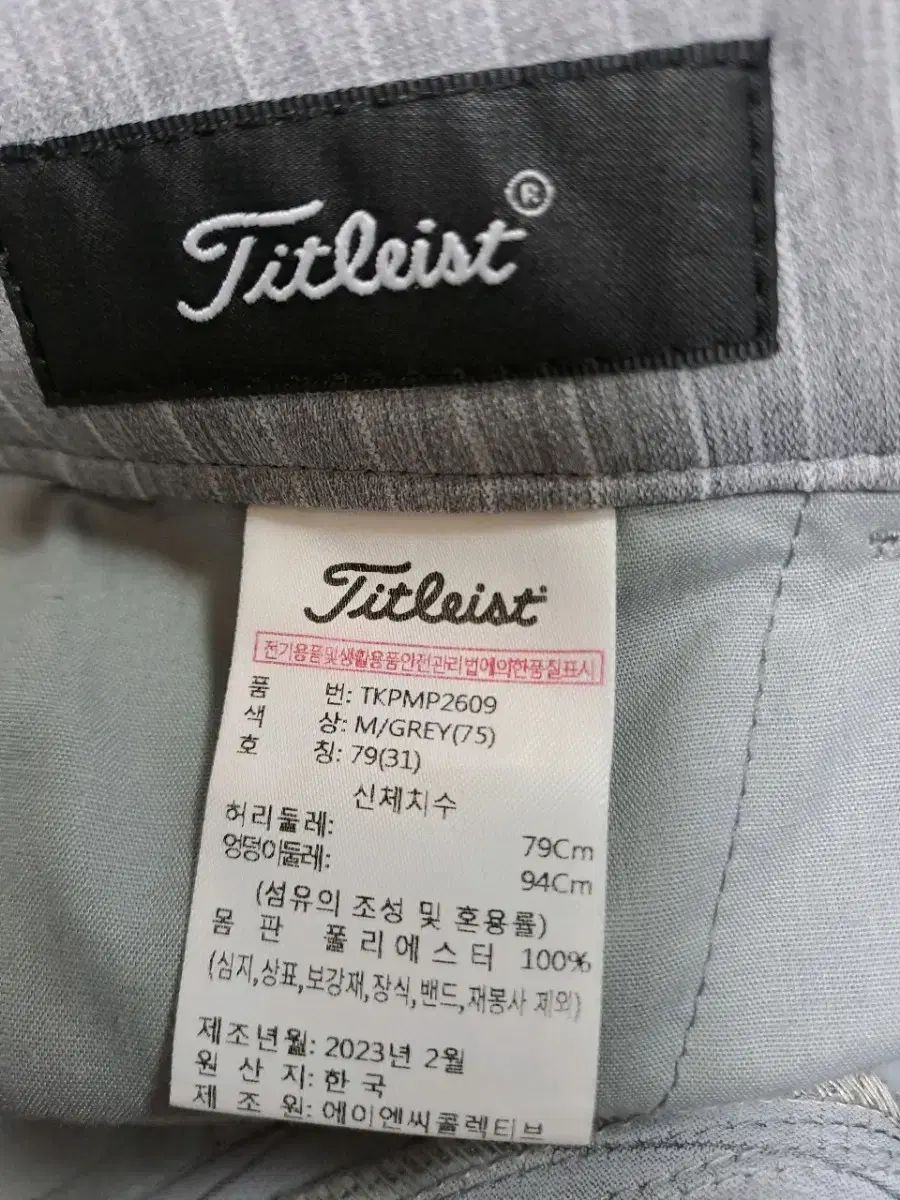 Titleist®
Titleist
전기용품및생활용품안전관리법에의한품질표시
품 번: TKPMP2609
색 상: M/GREY(75)
호 칭: 79(31)
신체치수
허리둘레: 79Cm
엉덩이둘레: 94Cm
(섬유의 조성 및 혼용률)
몸 판 폴리에스터 100%
(심지,상표,보강재,장식,밴드,재봉사 제외)
제조년월: 2023년 2월
원 산 지: 한 국
제 조 원: 에이엔씨콜렉티브